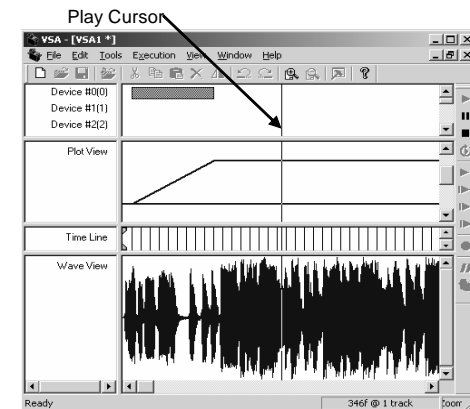 Play Cursor
VSA - [VSA1 *]
File Edit Tools Execution View Window Help
Device #0(0)
Device #1(1)
Device #2(2)
Plot View
Time Line
Wave View
Ready
346f @ 1 track
Zoom